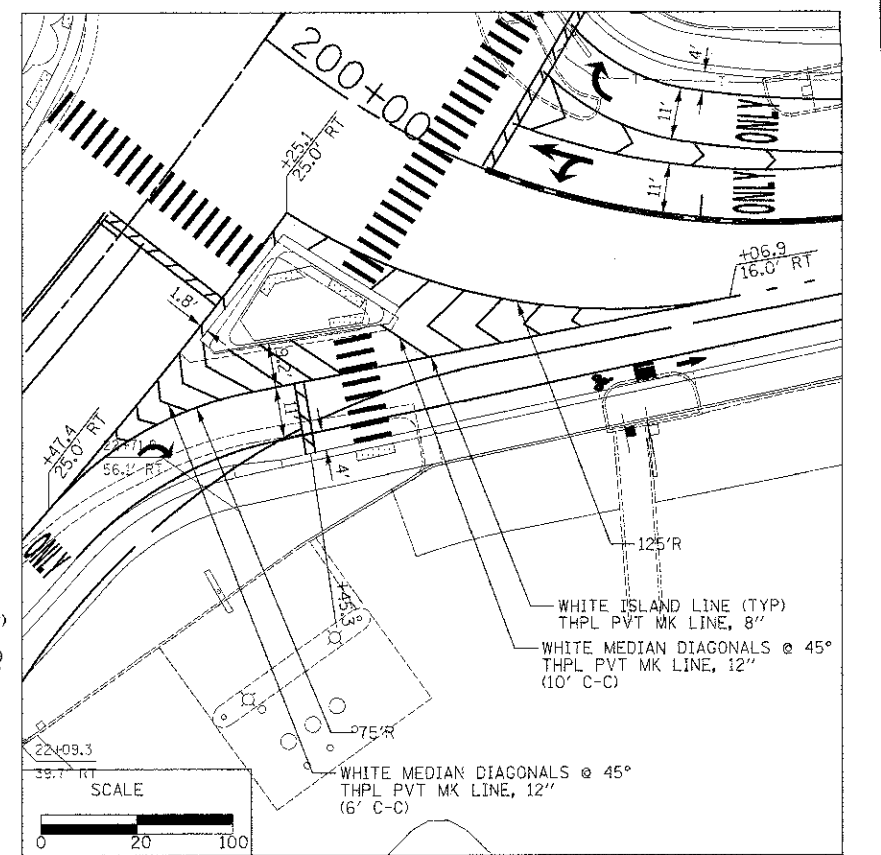 200+00
4'
11'
ONLY
ONLY
11'
+25.1
25.0' RT
+06.9
16.0' RT
1.8'
9.2'
11'
4'
+47.4
25.0' RT
56.1' RT
ONLY
125'R
WHITE ISLAND LINE (TYP)
THPL PVT MK LINE, 8"
WHITE MEDIAN DIAGONALS @ 45°
THPL PVT MK LINE, 12"
(10' C-C)
+45.3
75'R
WHITE MEDIAN DIAGONALS @ 45°
THPL PVT MK LINE, 12"
(6' C-C)
22+09.3
39.7' RT
SCALE
0 20 100